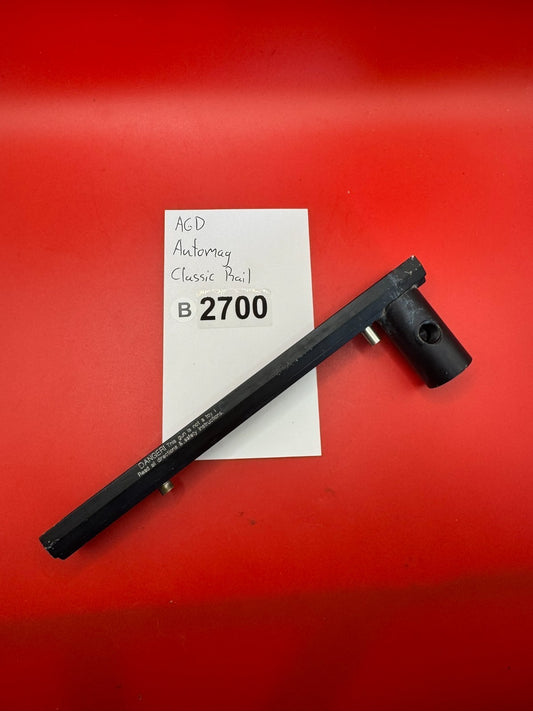 AGD
Automag
Classic Rail
B 2700
DANGER! This gun is not a toy !
Read all directions & safety instructions.